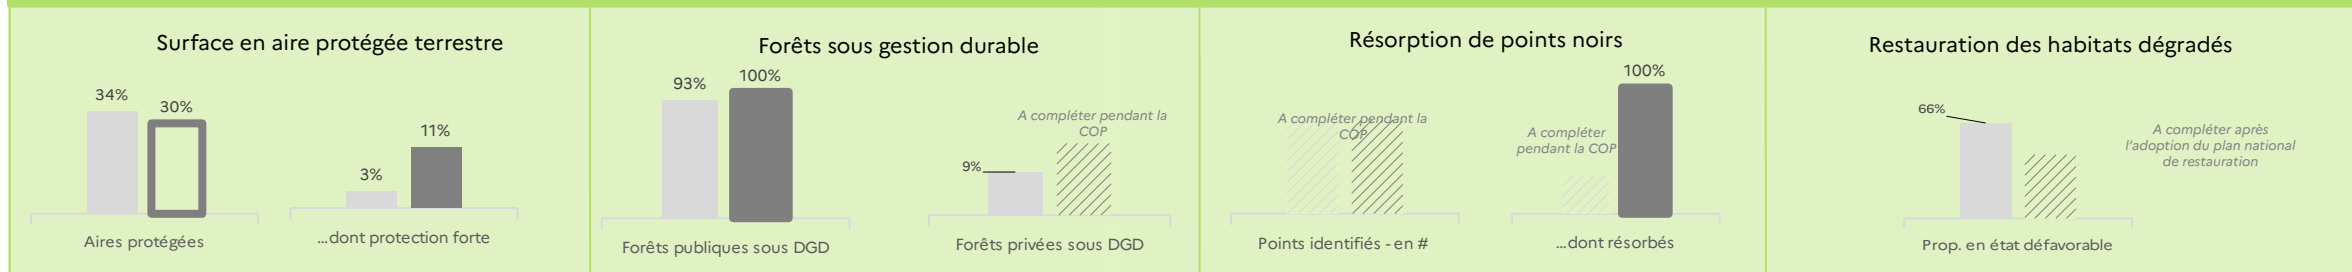 Surface en aire protégée terrestre
34%
30%
11%
3%
Aires protégées
...dont protection forte
Forêts sous gestion durable
93%
100%
A compléter pendant la
COP
9%
Forêts publiques sous DGD
Forêts privées sous DGD
Résorption de points noirs
100%
A compléter pendant la
COP
A compléter
pendant la COP
Points identifiés - en #
...dont résorbés
Restauration des habitats dégradés
66%
A compléter après
l'adoption du plan national
de restauration
Prop. en état défavorable